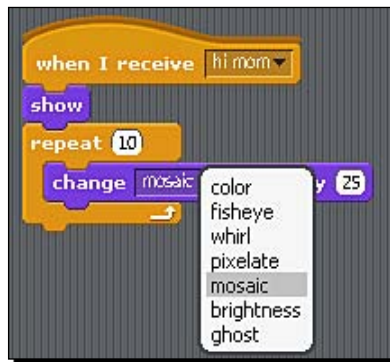 when I receive hi mom
show
repeat 10
change mosaic y 25
color
fisheye
whirl
pixelate
mosaic
brightness
ghost